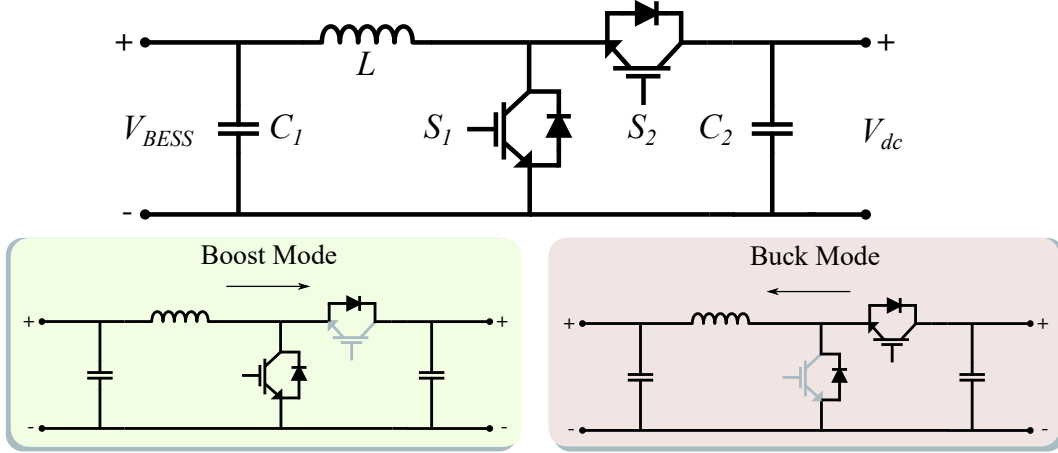 + L +
V_BESS C_1 S_1 S_2 C_2 V_dc
-
Boost Mode
+ +
- -
Buck Mode
+ +
- -